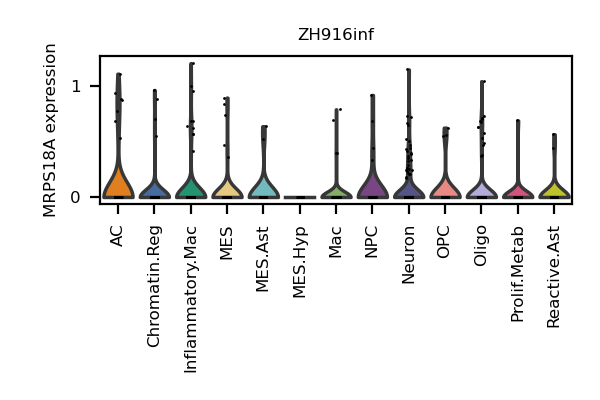 ZH916inf
MRPS18A expression
1
0
AC
Chromatin.Reg
Inflammatory.Mac
MES
MES.Ast
MES.Hyp
Mac
NPC
Neuron
OPC
Oligo
Prolif.Metab
Reactive.Ast